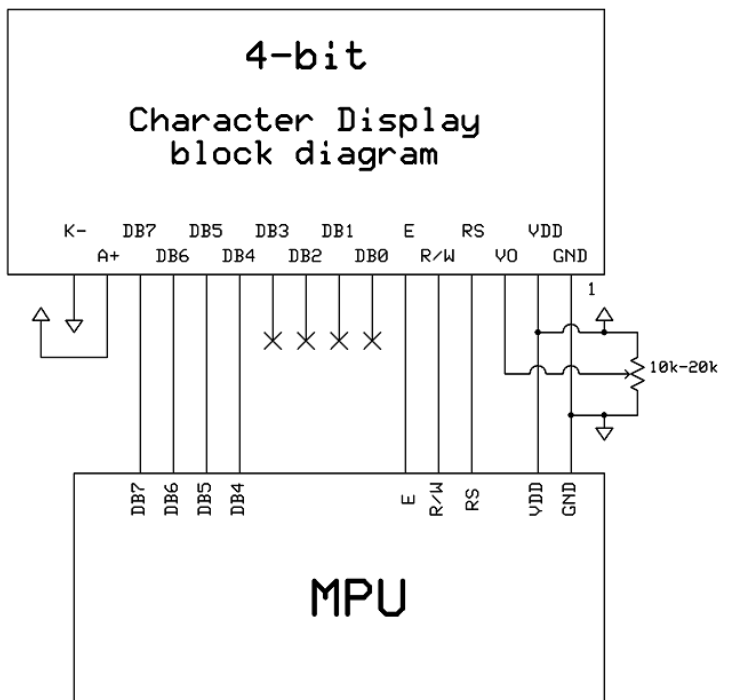 4-bit
Character Display
block diagram
K- DB7 DB5 DB3 DB1 E RS VDD
A+ DB6 DB4 DB2 DB0 R/W VO GND
1
10k-20k
DB7 DB6 DB5 DB4 E R/W RS VDD GND
MPU